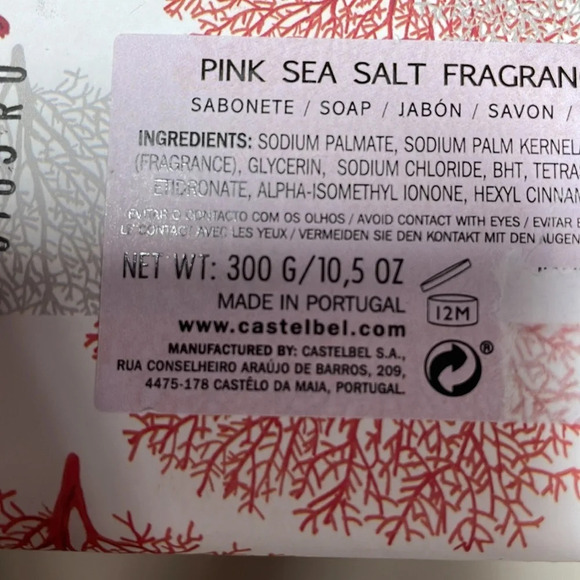 PINK SEA SALT FRAGRAN
SABONETE / SOAP / JABÓN / SAVON /
INGREDIENTS: SODIUM PALMATE, SODIUM PALM KERNELA
(FRAGRANCE), GLYCERIN, SODIUM CHLORIDE, BHT, TETRAS
ETIDRONATE, ALPHA-ISOMETHYL IONONE, HEXYL CINNAM
EVITAR O CONTACTO COM OS OLHOS / AVOID CONTACT WITH EYES / EVITAR E
LE CONTACT AVEC LES YEUX / VERMEIDEN SIE DEN KONTAKT MIT DEN AUGEN
NET WT: 300 G/10,5 OZ
12M
MADE IN PORTUGAL
www.castelbel.com
MANUFACTURED BY: CASTELBEL S.A.,
RUA CONSELHEIRO ARAÚJO DE BARROS, 209,
4475-178 CASTÊLO DA MAIA, PORTUGAL.
®